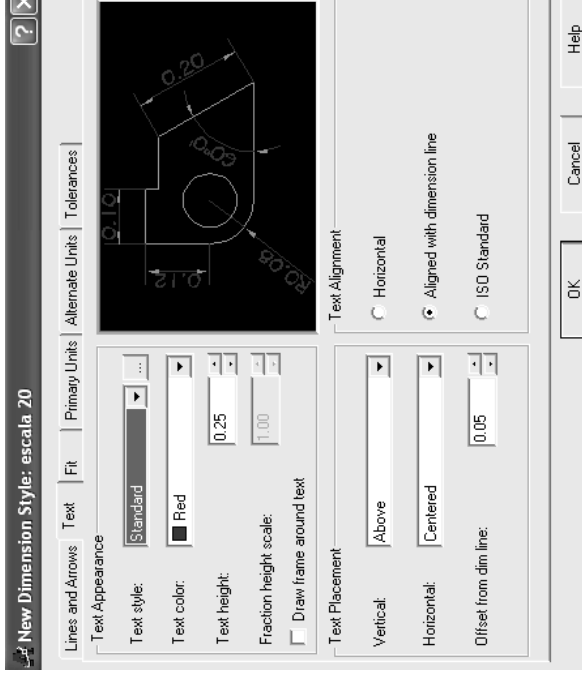 New Dimension Style: escala 20
Lines and Arrows
Text
Fit
Primary Units
Alternate Units
Tolerances
Text Appearance
Text style:
Standard
...
Text color:
Red
Text height:
0.25
Fraction height scale:
1.00
Draw frame around text
0.10
0.12
0.20
60°0'
R0.08
Text Placement
Vertical:
Above
Horizontal:
Centered
Offset from dim line:
0.05
Text Alignment
Horizontal
Aligned with dimension line
ISO Standard
OK
Cancel
Help